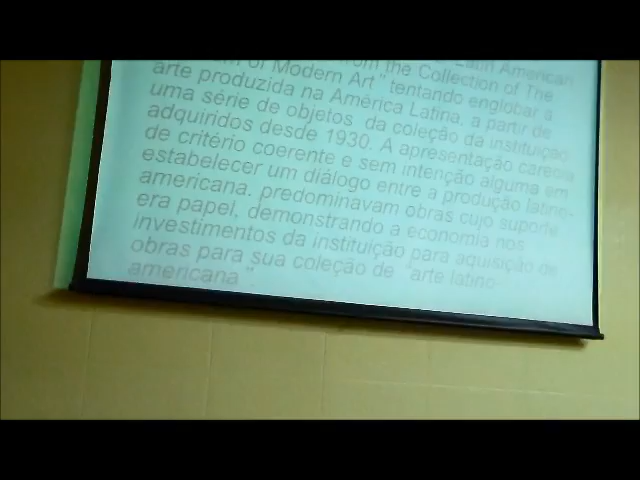 Latin American
from the Collection of The
of Modern Art" tentando englobar a
arte produzida na América Latina, a partir de
uma série de objetos da coleção da instituição
adquiridos desde 1930. A apresentação carecia
de critério coerente e sem intenção alguma em
estabelecer um diálogo entre a produção latino-
americana. predominavam obras cujo suporte
era papel, demonstrando a economia nos
investimentos da instituição para aquisição de
obras para sua coleção de "arte latino-
americana".